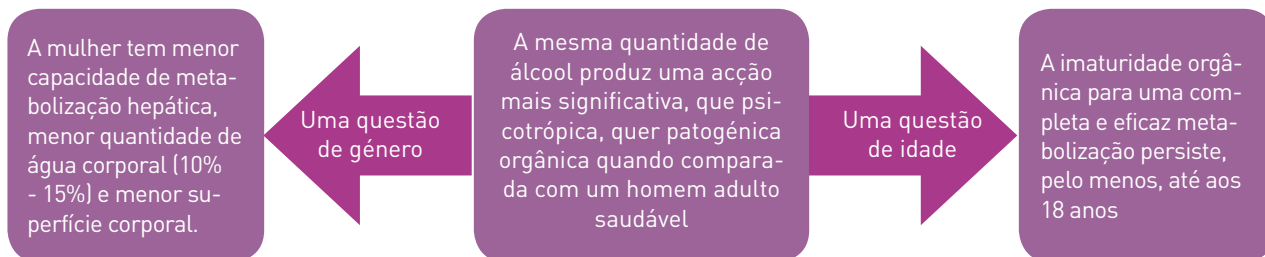 A mulher tem menor
capacidade de meta-
bolização hepática,
menor quantidade de
água corporal (10%
- 15%) e menor su-
perfície corporal.
Uma questão
de género
A mesma quantidade de
álcool produz uma acção
mais significativa, que psi-
cotrópica, quer patogénica
orgânica quando compara-
da com um homem adulto
saudável
Uma questão
de idade
A imaturidade orgâ-
nica para uma com-
pleta e eficaz meta-
bolização persiste,
pelo menos, até aos
18 anos